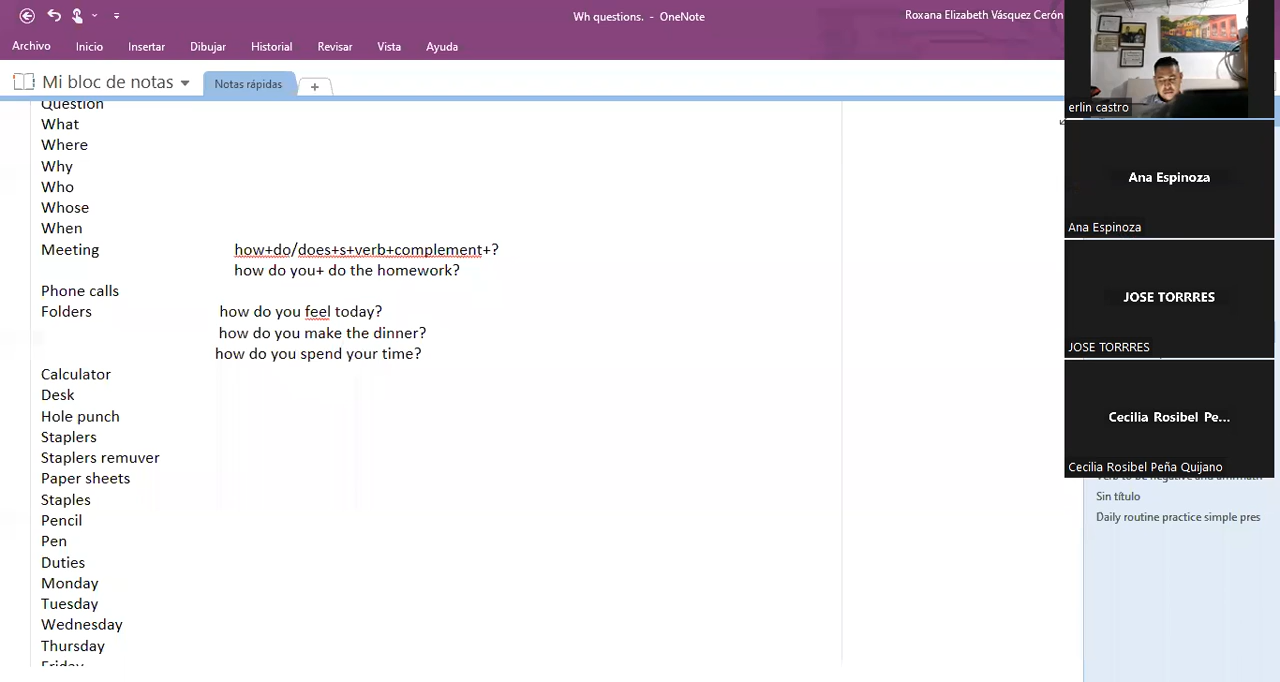 Wh questions. - OneNote
Roxana Elizabeth Vásquez Cerón
Archivo Inicio Insertar Dibujar Historial Revisar Vista Ayuda
Mi bloc de notas
Notas rápidas
+
Question
What
Where
Why
Who
Whose
When
Meeting how+do/does+s+verb+complement+?
how do you+ do the homework?
Phone calls
Folders how do you feel today?
how do you make the dinner?
how do you spend your time?
Calculator
Desk
Hole punch
Staplers
Staplers remuver
Paper sheets
Staples
Pencil
Pen
Duties
Monday
Tuesday
Wednesday
Thursday
Friday
erlin castro
Ana Espinoza
Ana Espinoza
JOSE TORRRES
JOSE TORRRES
Cecilia Rosibel Pe...
Cecilia Rosibel Peña Quijano
Sin título
Daily routine practice simple pres